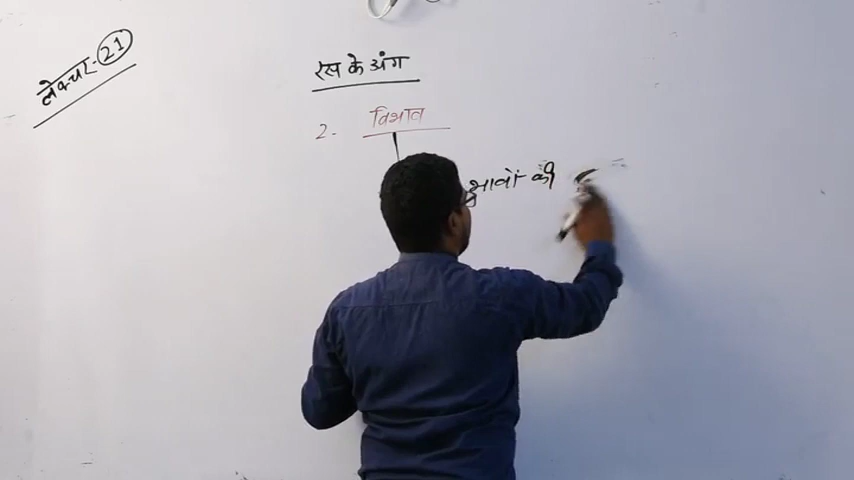 लेक्चर- 21
रस के अंग
2- विभाव
भावों की